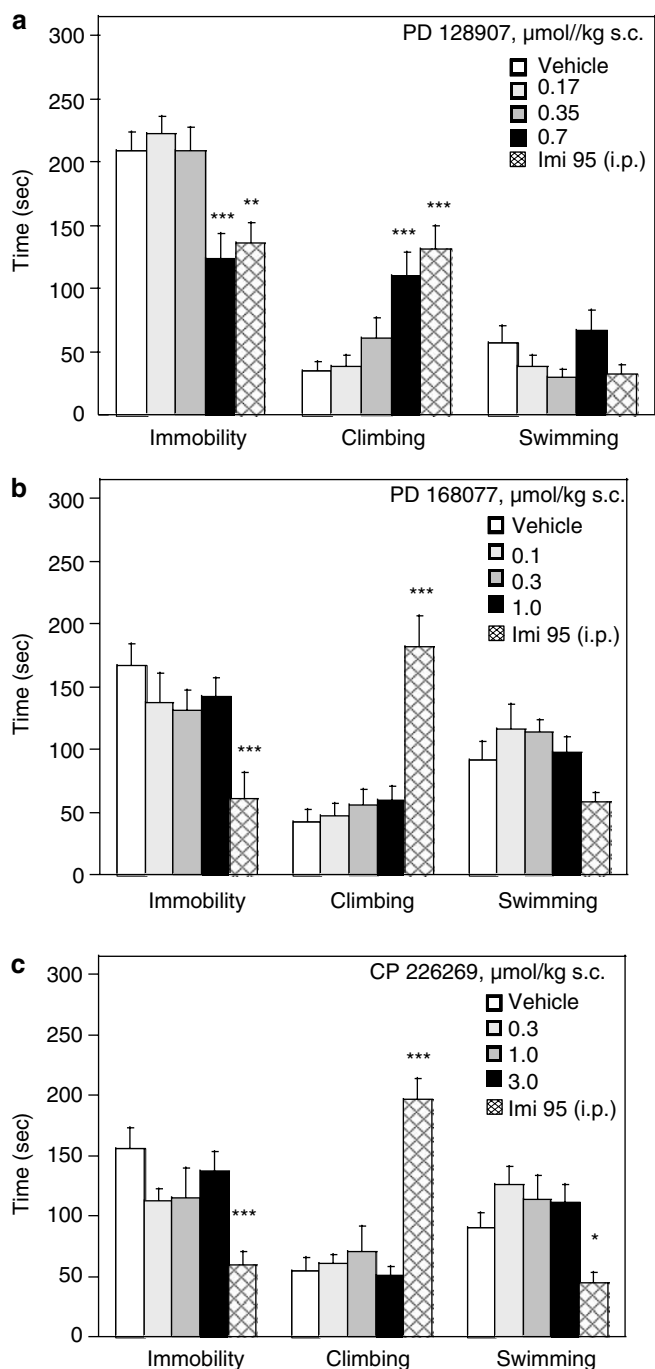 a
PD 128907, µmol//kg s.c.
Vehicle
0.17
0.35
0.7
Imi 95 (i.p.)
300
250
200
150
100
50
0
Time (sec)
*** **
*** ***
Immobility Climbing Swimming
b
PD 168077, µmol/kg s.c.
Vehicle
0.1
0.3
1.0
Imi 95 (i.p.)
300
250
200
150
100
50
0
Time (sec)
***
***
Immobility Climbing Swimming
c
CP 226269, µmol/kg s.c.
Vehicle
0.3
1.0
3.0
Imi 95 (i.p.)
300
250
200
150
100
50
0
Time (sec)
***
***
*
Immobility Climbing Swimming